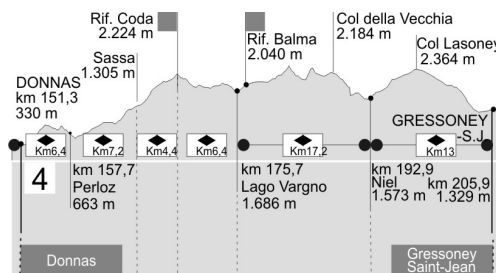 Rif. Coda
2.224 m
Sassa
1.305 m
Rif. Balma
2.040 m
Col della Vecchia
2.184 m
Col Lasoney
2.364 m
DONNAS
km 151,3
330 m
GRESSONEY
-S.J.
Km6,4
Km7,2
Km4,4
Km6,4
Km17,2
Km13
4
km 157,7
Perloz
663 m
km 175,7
Lago Vargno
1.686 m
km 192,9
Niel
1.573 m
km 205,9
1.329 m
Donnas
Gressoney
Saint-Jean